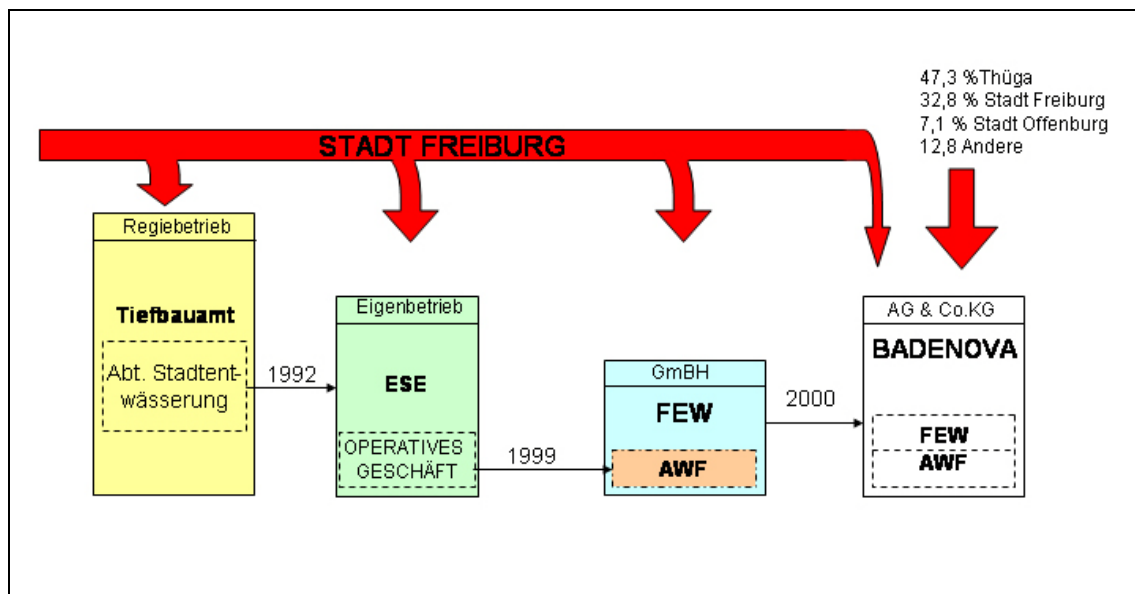 47,3 %Thüga
32,8 % Stadt Freiburg
7,1 % Stadt Offenburg
12,8 Andere
STADT FREIBURG
Regiebetrieb
Tiefbauamt
Abt. Stadtent-
wässerung
1992
Eigenbetrieb
ESE
OPERATIVES
GESCHÄFT
1999
GmBH
FEW
AWF
2000
AG & Co.KG
BADENOVA
FEW
AWF